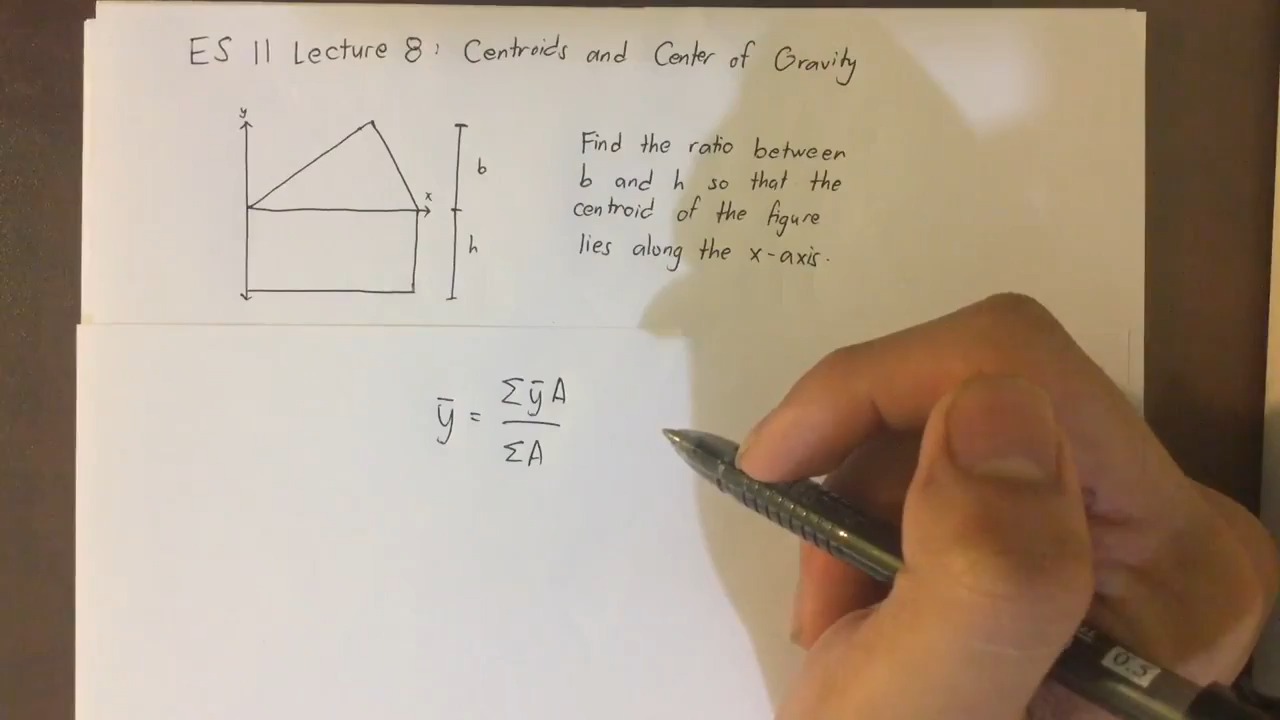 ES 11 Lecture 8: Centroids and Center of Gravity
y
x
b
h
Find the ratio between
b and h so that the
centroid of the figure
lies along the x-axis.
ȳ = ΣȳA
ΣA
0.5